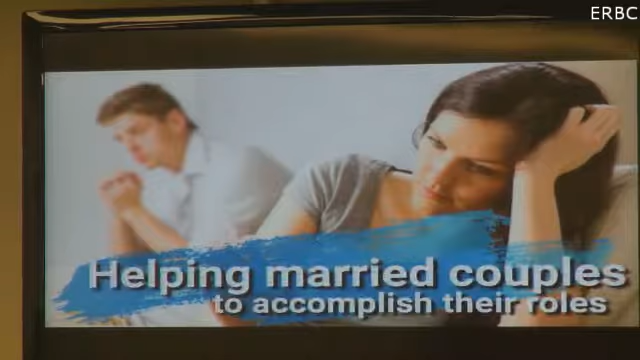 ERBC
Helping married couples
to accomplish their roles